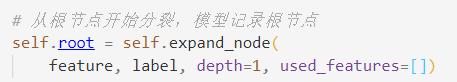 # 从根节点开始分裂，模型记录根节点
self.root = self.expand_node(
feature, label, depth=1, used_features=[])